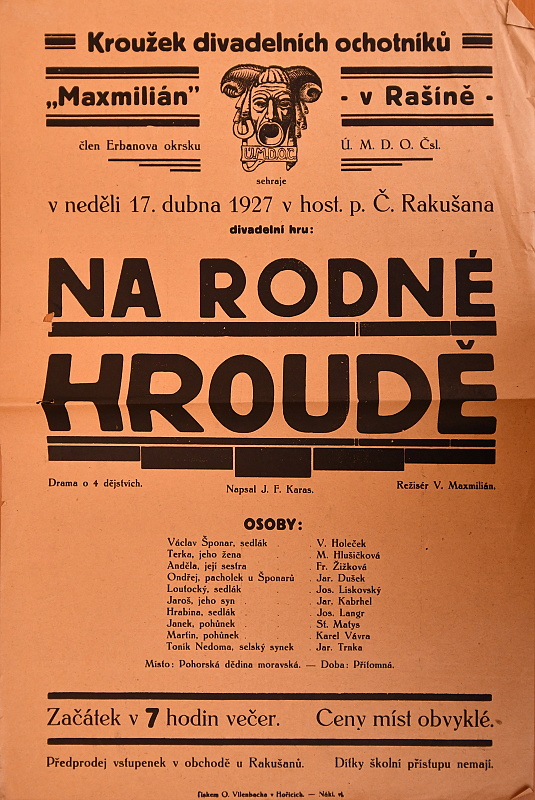 Kroužek divadelních ochotníků
„Maxmilián”
- v Rašíně -
člen Erbanova okrsku
Ú. M. D. O. Čsl.
Ú.M.D.O.Č.
sehraje
v neděli 17. dubna 1927 v host. p. Č. Rakušana
divadelní hru:
NA RODNÉ
HROUDĚ
Drama o 4 dějstvích.
Napsal J. F. Karas.
Režisér V. Maxmilián.
OSOBY:
Václav Šponar, sedlák . . V. Holeček
Terka, jeho žena . . M. Hlušičková
Anděla, její sestra . . Fr. Žižková
Ondřej, pacholek u Šponarů . Jar. Dušek
Loutocký, sedlák . . Jos. Liskovský
Jaroš, jeho syn . . . Jar. Kabrhel
Hrabina, sedlák . . . Jos. Langr
Janek, pohůnek . . . St. Matys
Martin, pohůnek . . . Karel Vávra
Toník Nedoma, selský synek . Jar. Trnka
Místo: Pohorská dědina moravská. — Doba: Přítomná.
Začátek v 7 hodin večer.
Ceny míst obvyklé.
Předprodej vstupenek v obchodě u Rakušanů.
Dítky školní přístupu nemají.
Tiskem O. Vilenbacha v Hořicích. — Nákl. vl.